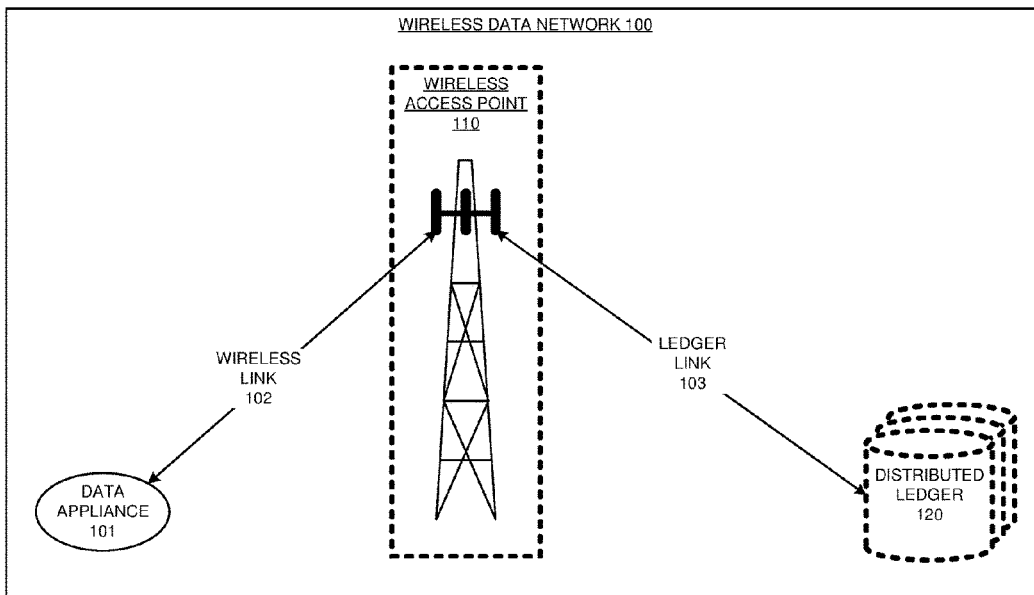 WIRELESS DATA NETWORK 100
WIRELESS
ACCESS POINT
110
WIRELESS
LINK
102
LEDGER
LINK
103
DATA
APPLIANCE
101
DISTRIBUTED
LEDGER
120